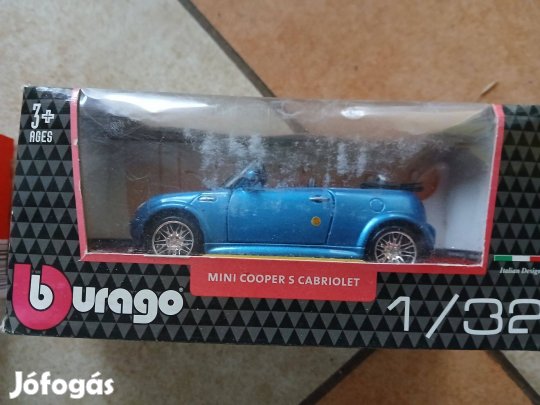 3+
AGES
MINI COOPER S CABRIOLET
burago
1/32
Italian Design
Jófogás